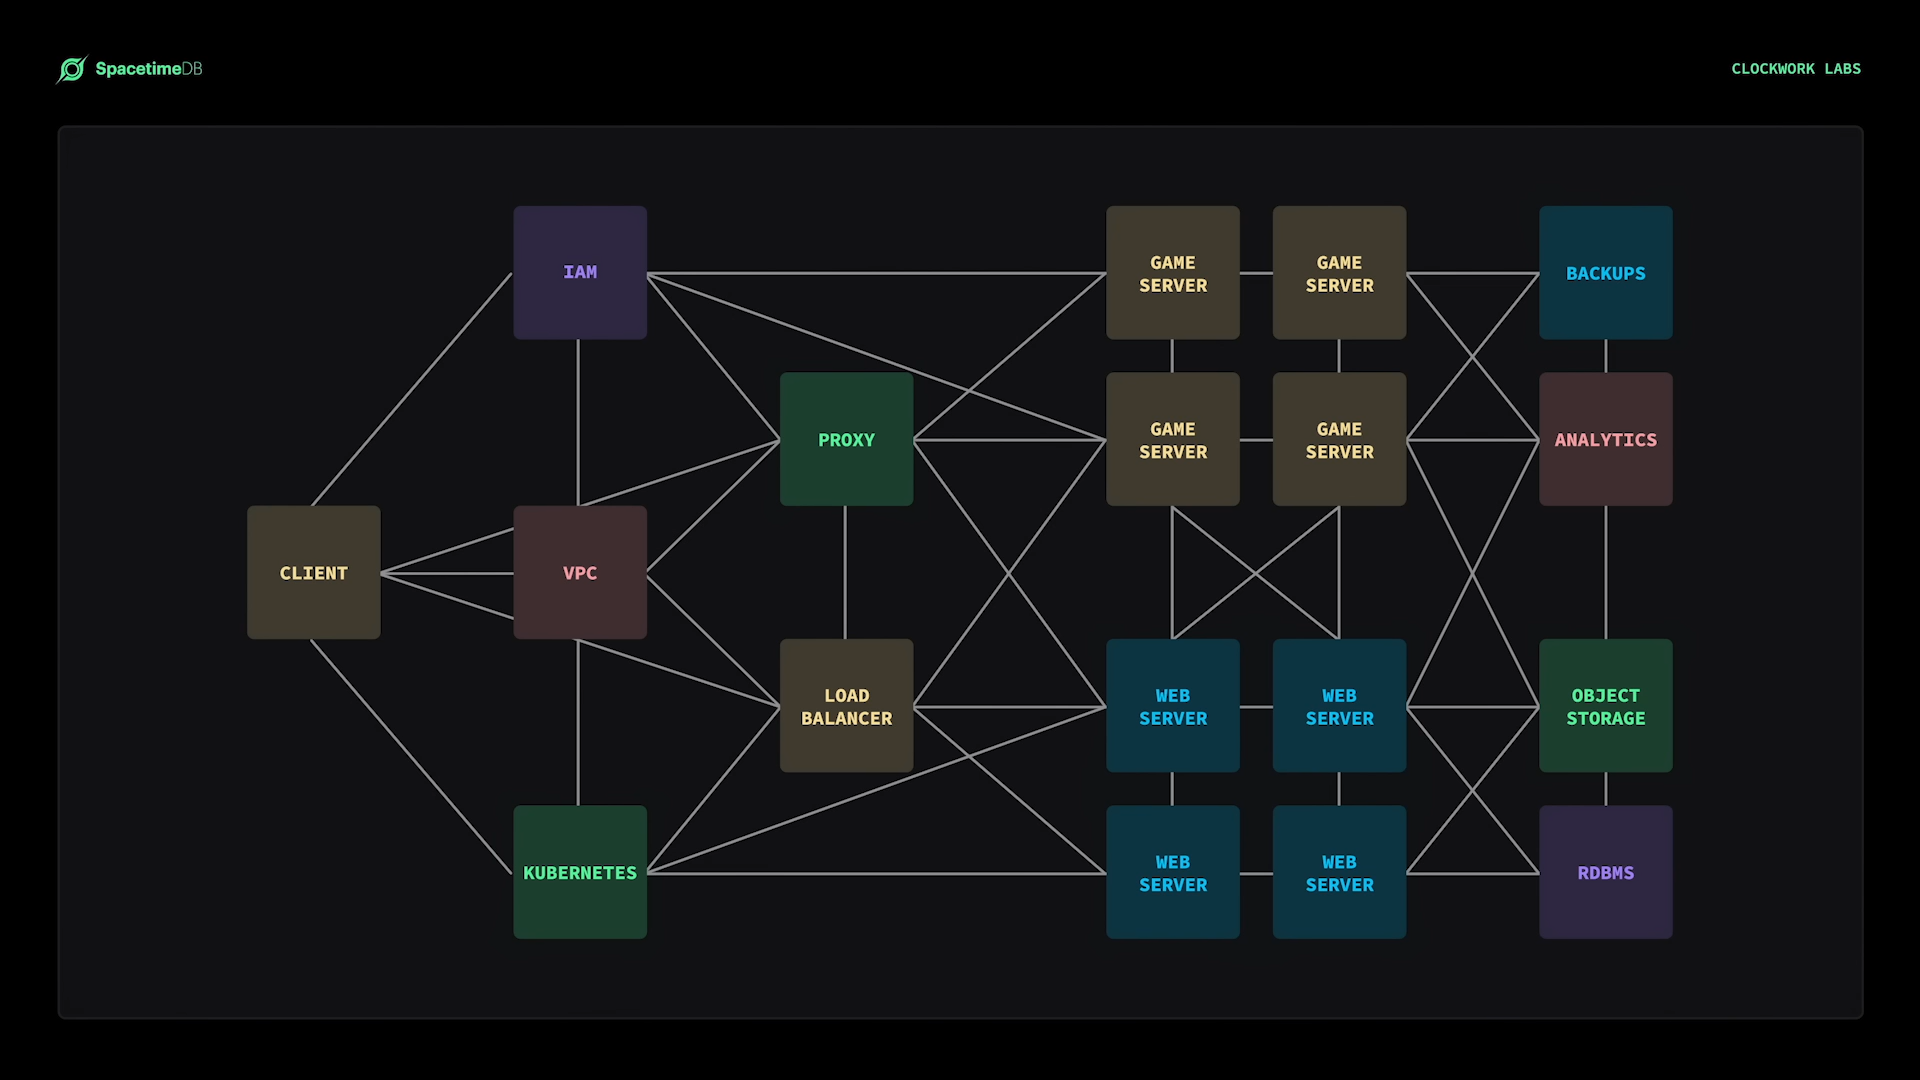 SpacetimeDB
CLOCKWORK LABS
IAM
GAME
SERVER
GAME
SERVER
BACKUPS
PROXY
GAME
SERVER
GAME
SERVER
ANALYTICS
CLIENT
VPC
LOAD
BALANCER
WEB
SERVER
WEB
SERVER
OBJECT
STORAGE
KUBERNETES
WEB
SERVER
WEB
SERVER
RDBMS